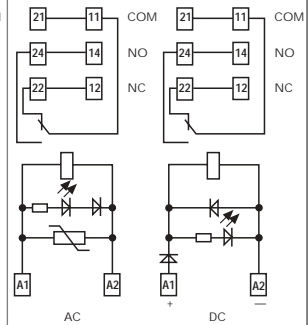 21 11 COM 21 11 COM
24 14 NO 24 14 NO
22 12 NC 22 12 NC
A1 A2 A1 A2
+ —
AC DC